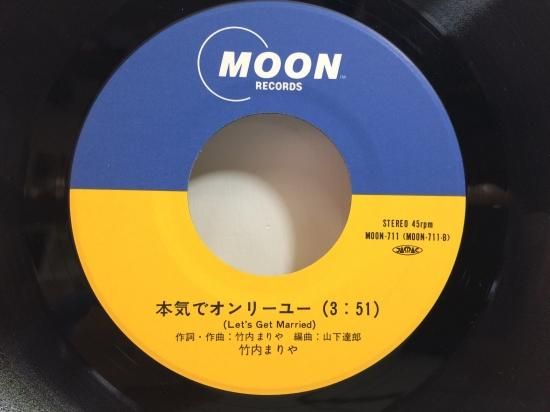 MOON
TM
RECORDS
STEREO 45rpm
MOON-711 (MOON-711-B)
JASRAC
本気でオンリーユー (3:51)
(Let's Get Married)
作詞・作曲:竹内まりや 編曲:山下達郎
竹内まりや